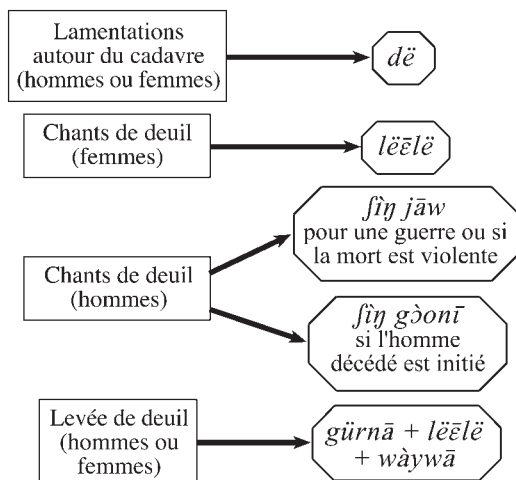 Lamentations
autour du cadavre
(hommes ou femmes)
dë
Chants de deuil
(femmes)
lëɛ̄lë
Chants de deuil
(hommes)
ʃìŋ jāw
pour une guerre ou si
la mort est violente
ʃìŋ gɔ̀onī
si l'homme
décédé est initié
Levée de deuil
(hommes ou
femmes)
gürnā + lëɛ̄lë
+ wàywā